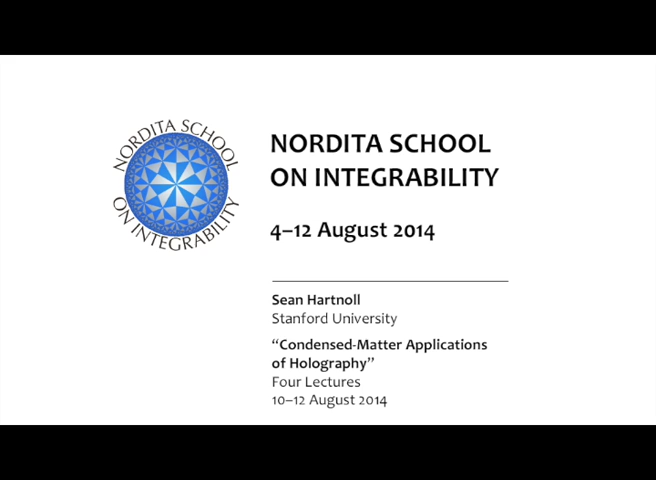 NORDITA SCHOOL
ON INTEGRABILITY
NORDITA SCHOOL
ON INTEGRABILITY
4–12 August 2014
Sean Hartnoll
Stanford University
“Condensed-Matter Applications
of Holography”
Four Lectures
10–12 August 2014